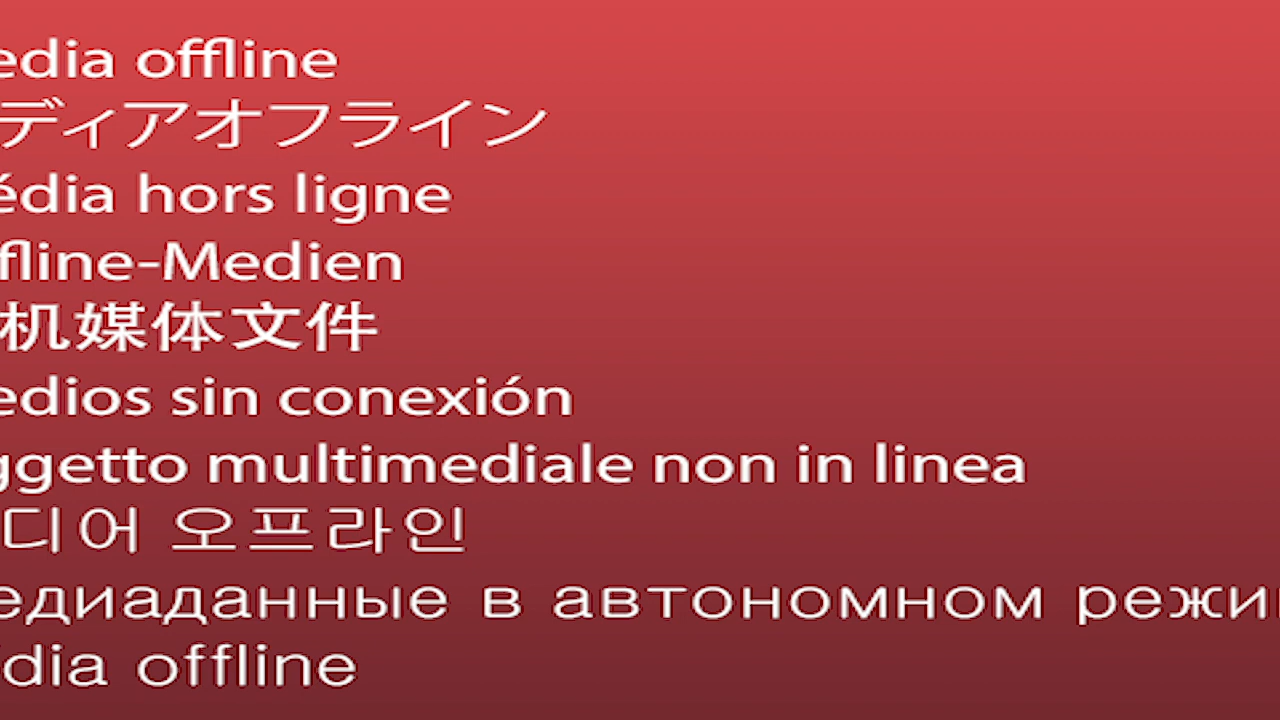 edia offline
ディアオフライン
édia hors ligne
fline-Medien
机媒体文件
edios sin conexión
ggetto multimediale non in linea
디어 오프라인
едиаданные в автономном режи
dia offline